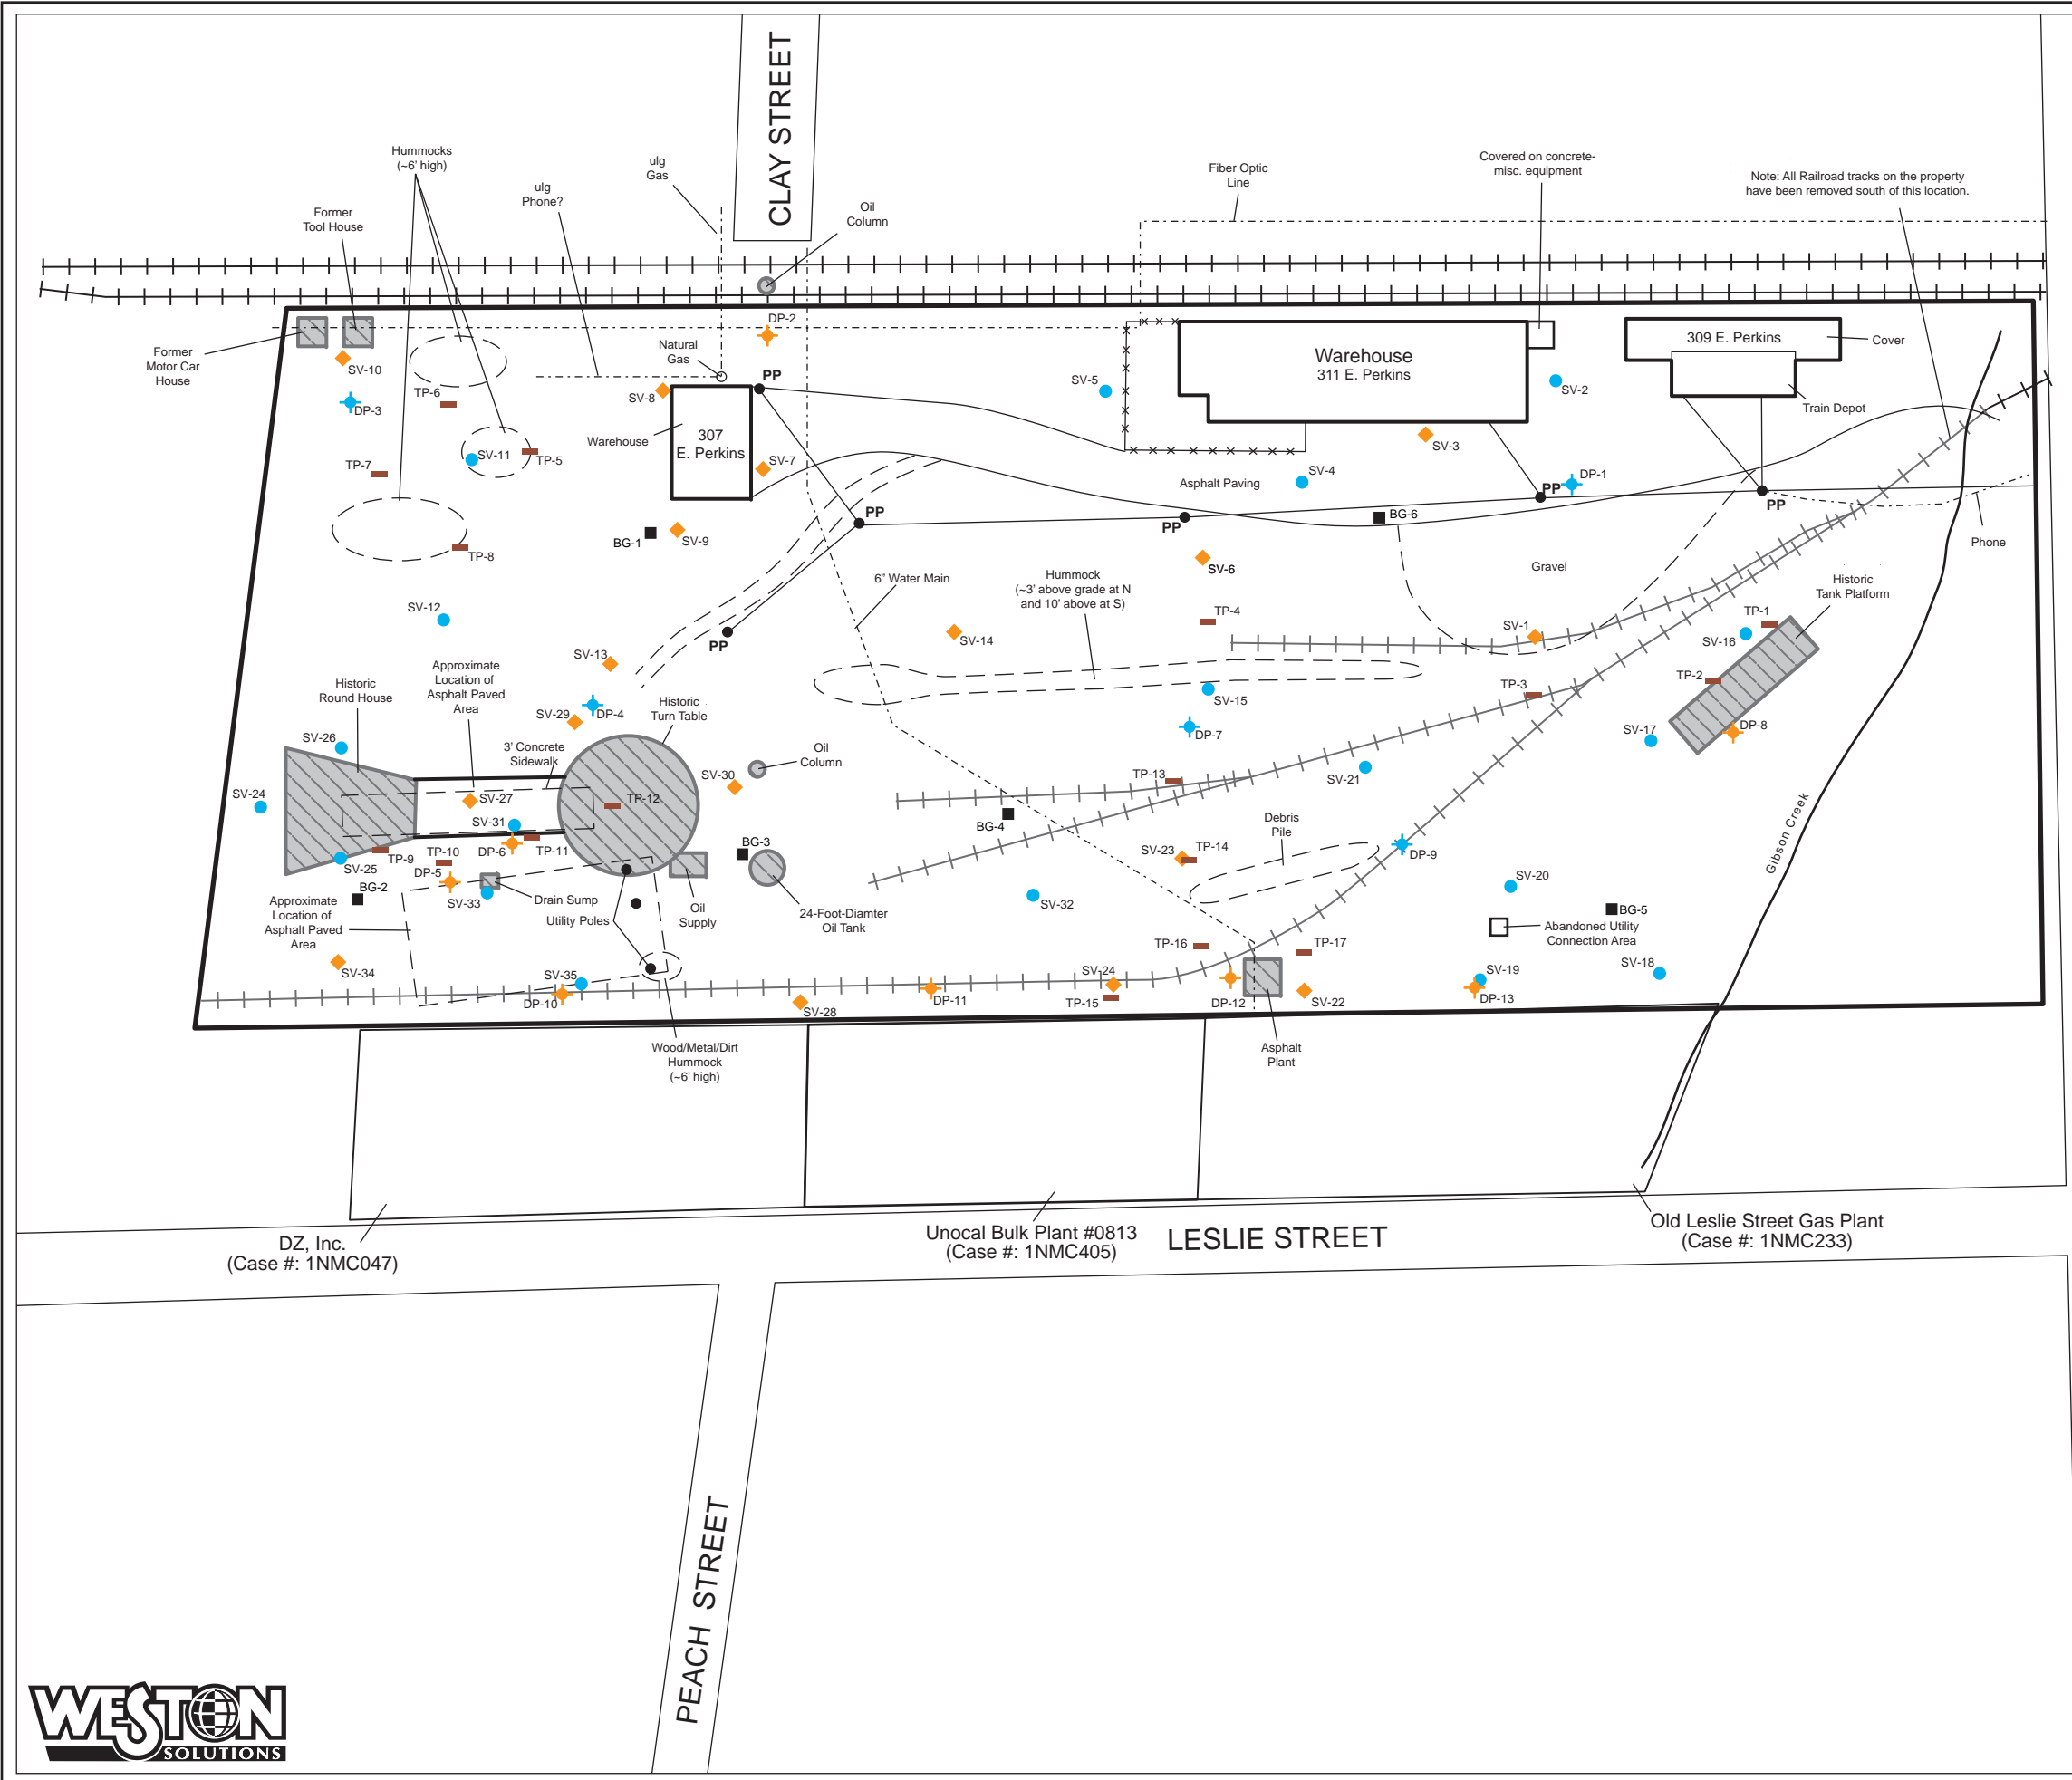 CLAY STREET
Hummocks
(~6' high)
ulg
Gas
ulg
Phone?
Former
Tool House
Oil
Column
Fiber Optic
Line
Covered on concrete-
misc. equipment
Note: All Railroad tracks on the property
have been removed south of this location.
Former
Motor Car
House
SV-10
DP-3
TP-6
DP-2
Natural
Gas
PP
SV-8
Warehouse
307
E. Perkins
SV-7
SV-5
Warehouse
311 E. Perkins
SV-2
309 E. Perkins
Cover
Train Depot
SV-3
SV-11
TP-5
TP-7
SV-4
Asphalt Paving
DP-1
PP
PP
PP
BG-6
BG-1
SV-9
TP-8
Phone
SV-6
Gravel
6" Water Main
Hummock
(~3' above grade at N
and 10' above at S)
Historic
Tank Platform
SV-12
TP-4
TP-1
SV-1
SV-16
PP
SV-14
SV-13
Approximate
Location of
Asphalt Paved
Area
Historic
Round House
TP-2
TP-3
SV-15
SV-29
DP-4
Historic
Turn Table
DP-7
DP-8
SV-17
SV-26
3' Concrete
Sidewalk
Oil
Column
SV-30
TP-13
SV-21
SV-24
SV-27
TP-12
SV-31
BG-4
Debris
Pile
Gibson Creek
DP-6
TP-11
BG-3
TP-9
TP-10
SV-25
DP-5
SV-23
TP-14
DP-9
BG-2
SV-33
Drain Sump
Utility Poles
Oil
Supply
24-Foot-Diamter
Oil Tank
SV-32
SV-20
BG-5
Approximate
Location of
Asphalt Paved
Area
Abandoned Utility
Connection Area
TP-16
TP-17
SV-34
SV-35
SV-24
SV-19
SV-18
DP-10
SV-28
DP-11
TP-15
DP-12
SV-22
DP-13
Wood/Metal/Dirt
Hummock
(~6' high)
Asphalt
Plant
DZ, Inc.
(Case #: 1NMC047)
Unocal Bulk Plant #0813
(Case #: 1NMC405)
LESLIE STREET
Old Leslie Street Gas Plant
(Case #: 1NMC233)
PEACH STREET
WESTON
SOLUTIONS